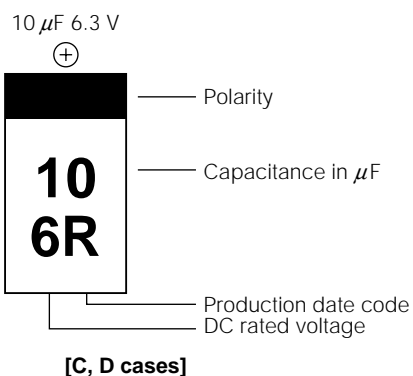 10 μF 6.3 V
+
Polarity
Capacitance in μF
10
6R
Production date code
DC rated voltage
[C, D cases]